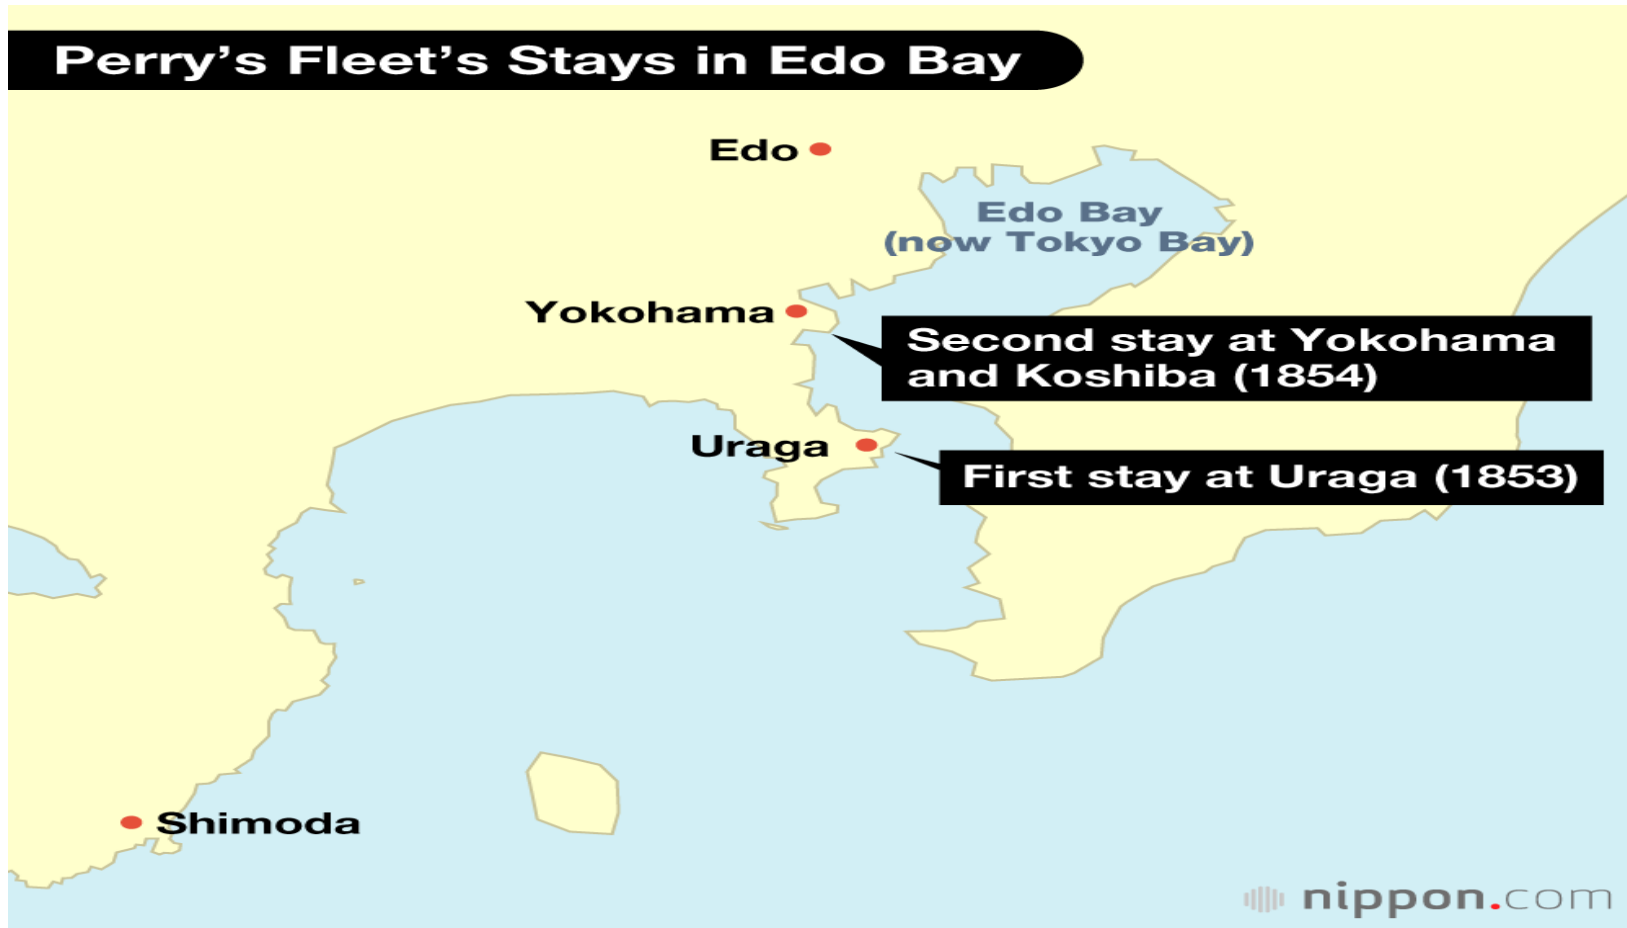 Perry’s Fleet’s Stays in Edo Bay
Edo
Edo Bay
(now Tokyo Bay)
Yokohama
Second stay at Yokohama
and Koshiba (1854)
Uraga
First stay at Uraga (1853)
Shimoda
nippon.com